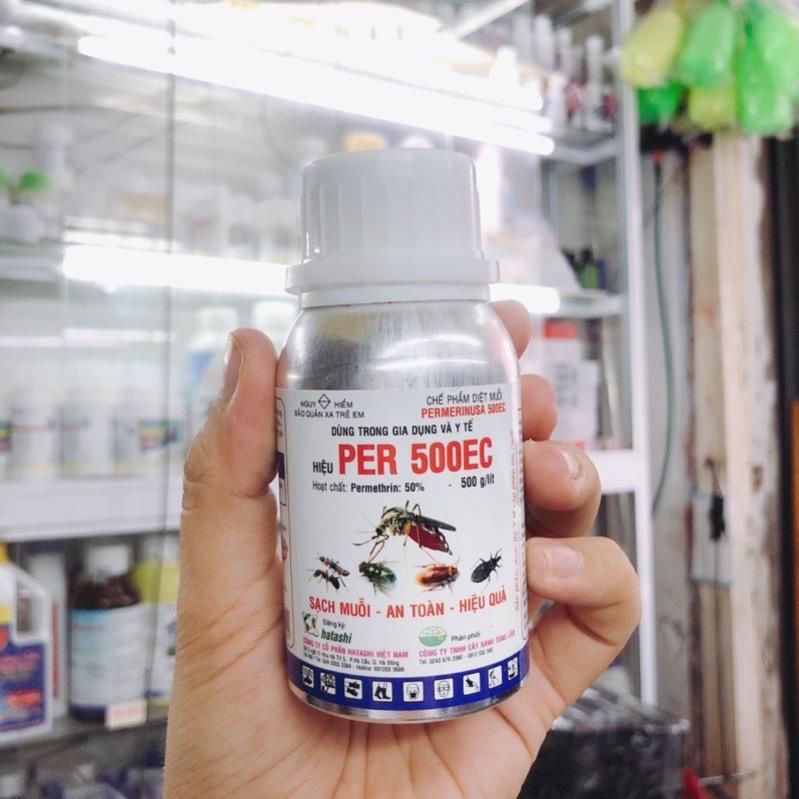 NGUY HIỂM
BẢO QUẢN XA TRẺ EM
CHẾ PHẨM DIỆT MUỖI
PERMERINUSA 500EC
DÙNG TRONG GIA DỤNG VÀ Y TẾ
HIỆU PER 500EC
Hoạt chất: Permethrin: 50% - 500 g/lít
SẠCH MUỖI - AN TOÀN - HIỆU QUẢ
Đăng ký:
hatashi
CÔNG TY CỔ PHẦN HATASHI VIỆT NAM
Phân phối:
CÔNG TY TNHH CÂY XANH TÙNG LÂM